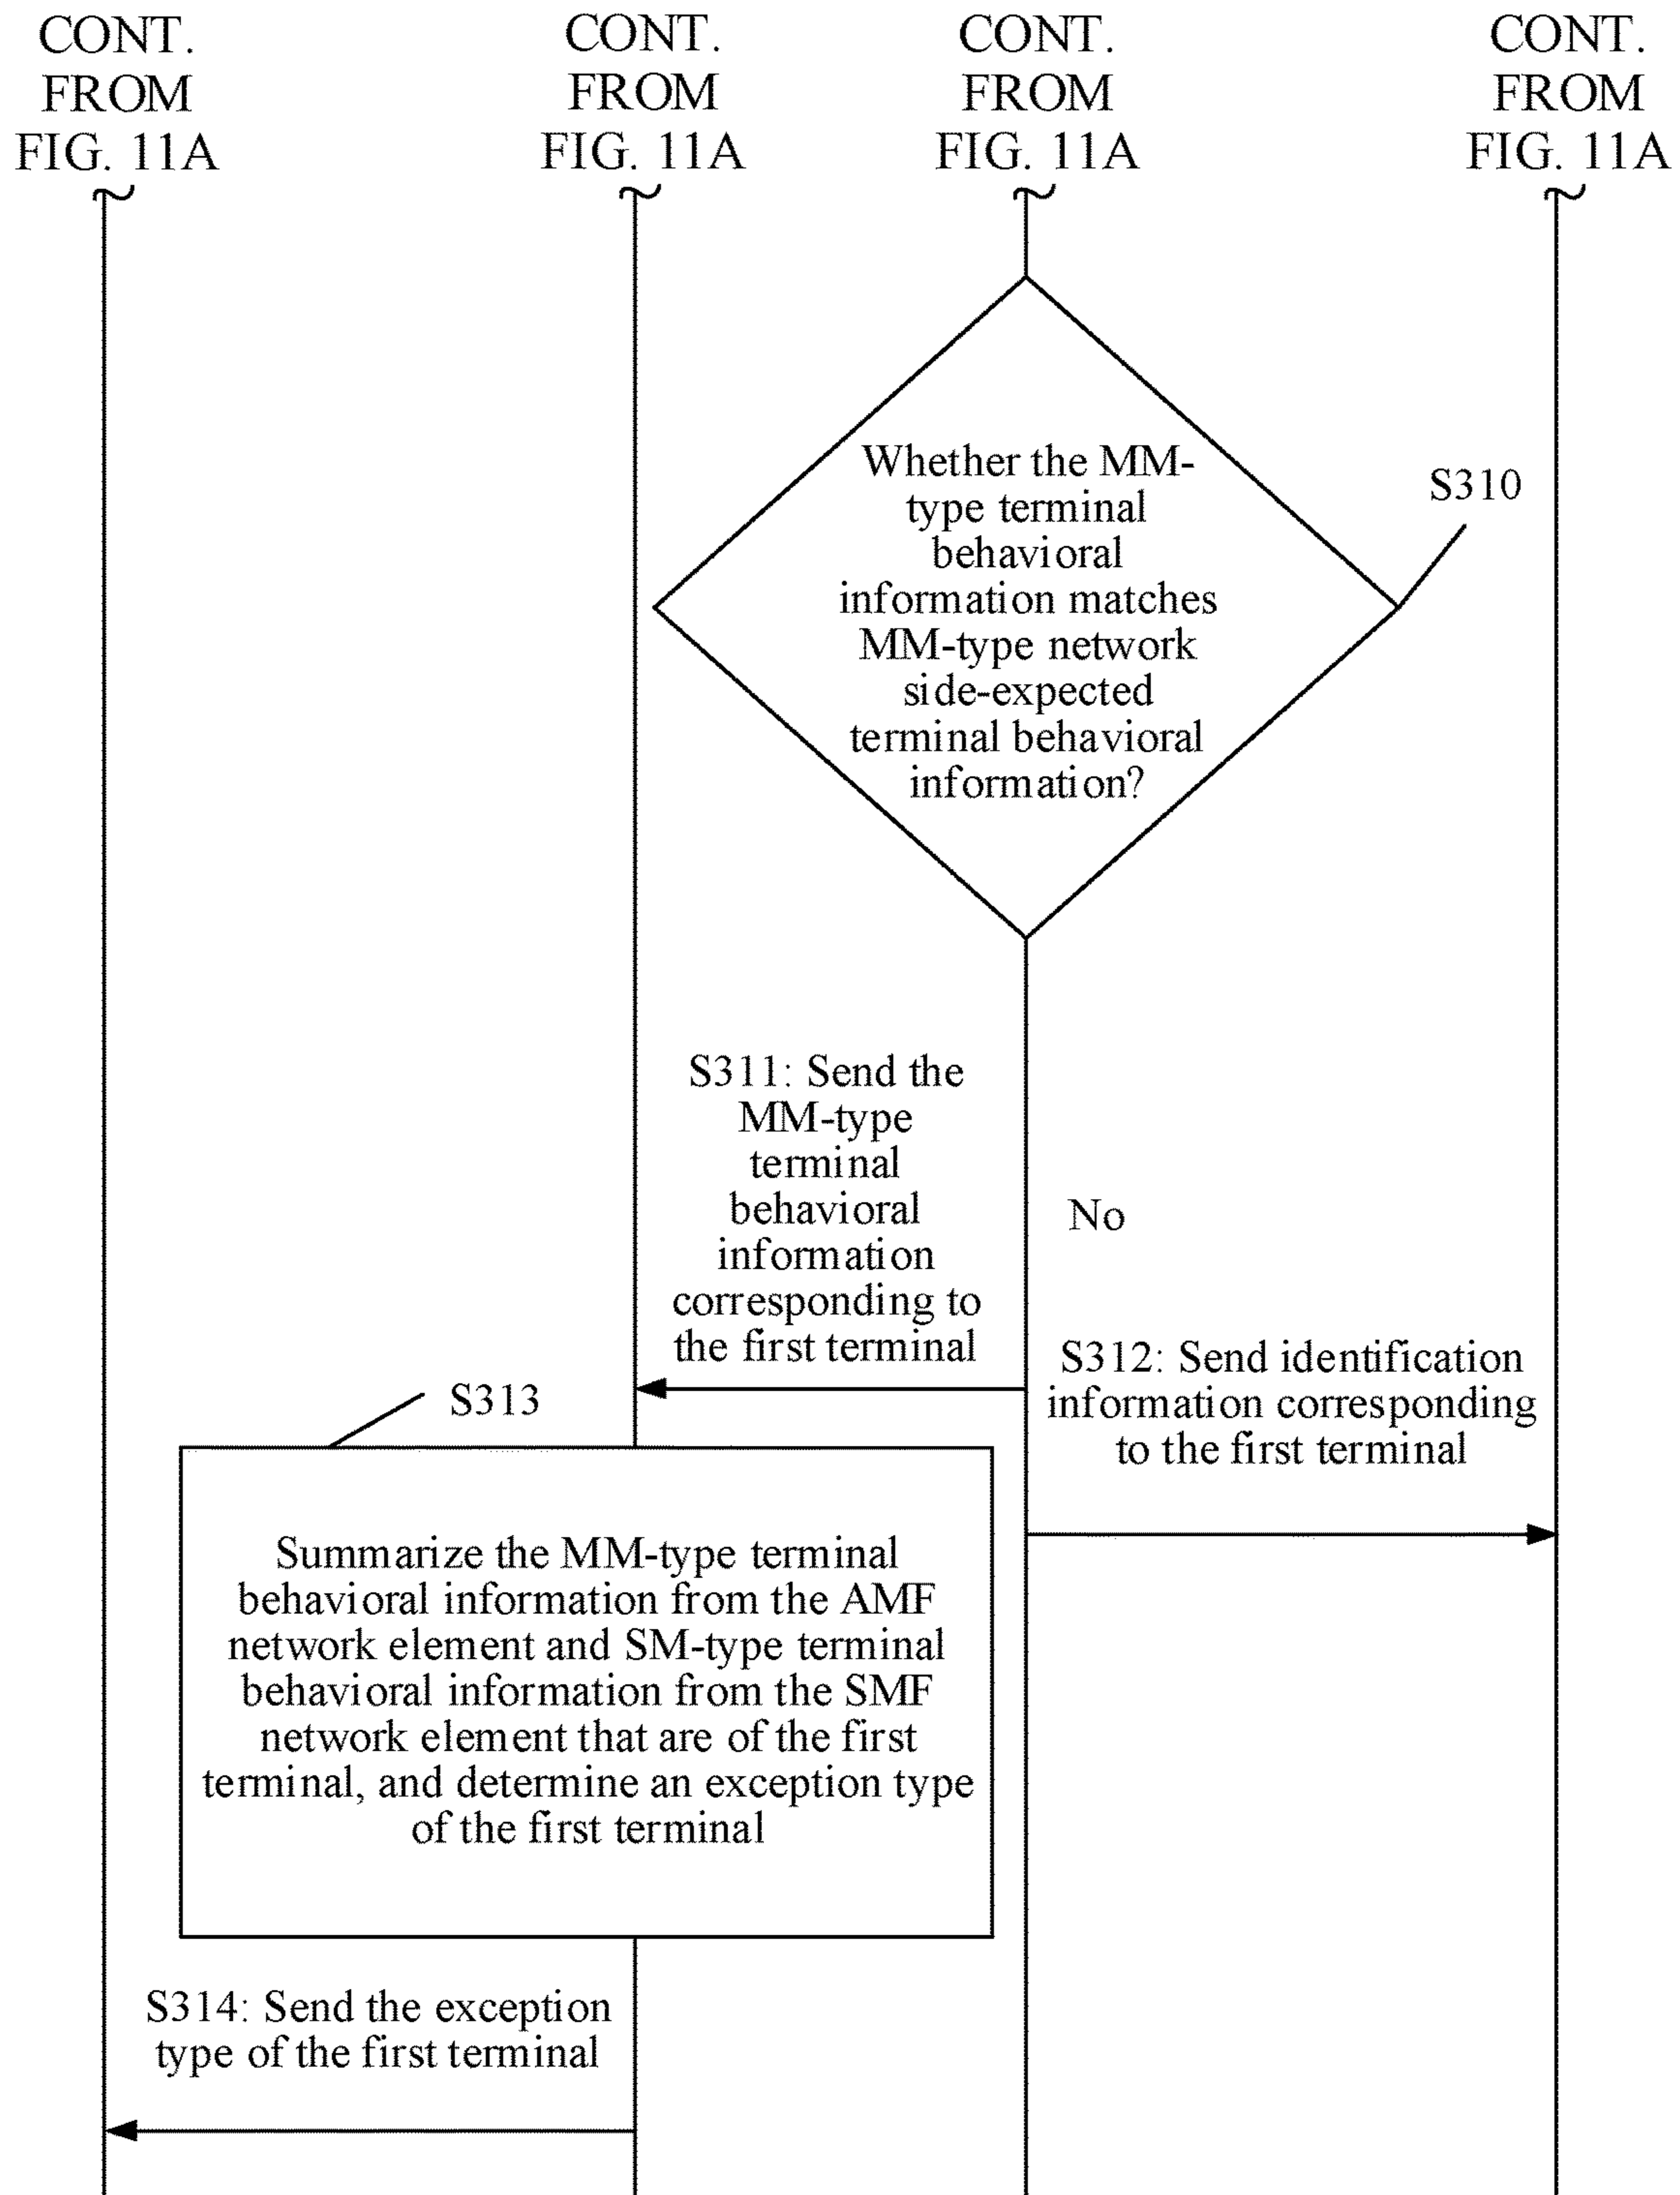 CONT.
FROM
FIG. 11A
CONT.
FROM
FIG. 11A
CONT.
FROM
FIG. 11A
CONT.
FROM
FIG. 11A
Whether the MM-
type terminal
behavioral
information matches
MM-type network
side-expected
terminal behavioral
information?
S310
S311: Send the
MM-type
terminal
behavioral
information
corresponding to
the first terminal
No
S312: Send identification
information corresponding
to the first terminal
S313
Summarize the MM-type terminal
behavioral information from the AMF
network element and SM-type terminal
behavioral information from the SMF
network element that are of the first
terminal, and determine an exception type
of the first terminal
S314: Send the exception
type of the first terminal